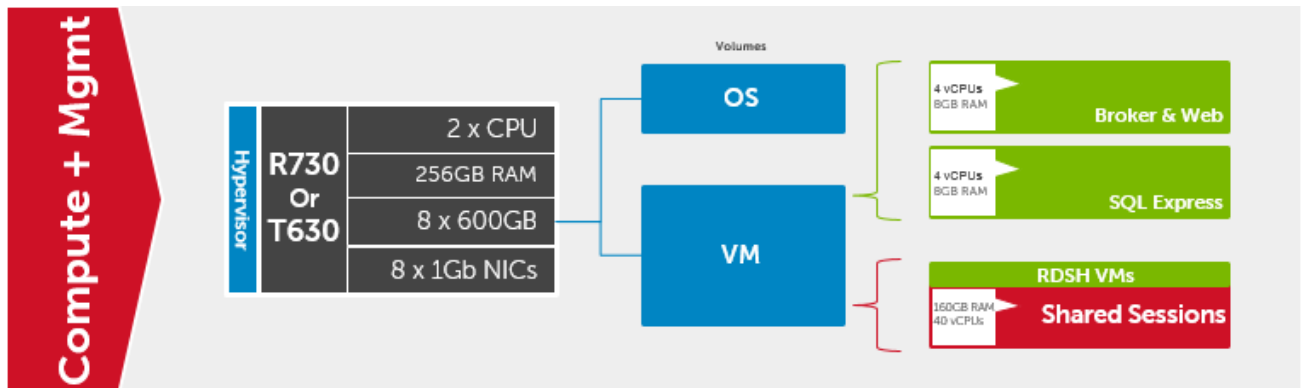 Compute + Mgmt
Hypervisor
R730
Or
T630
2 x CPU
256GB RAM
8 x 600GB
8 x 1Gb NICs
Volumes
OS
VM
4 vCPUs
8GB RAM
Broker & Web
4 vCPUs
8GB RAM
SQL Express
RDSH VMs
160GB RAM
40 vCPUs
Shared Sessions